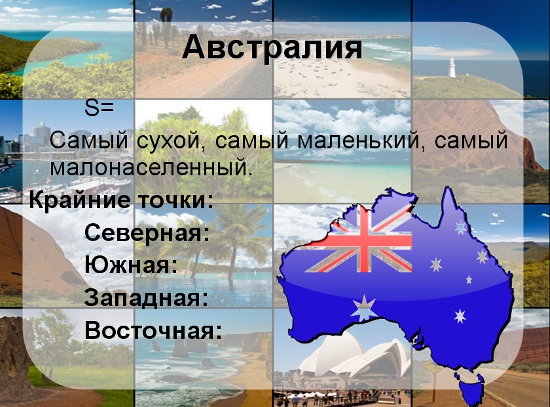 Австралия
S=
Самый сухой, самый маленький, самый
малонаселенный.
Крайние точки:
Северная:
Южная:
Западная:
Восточная: